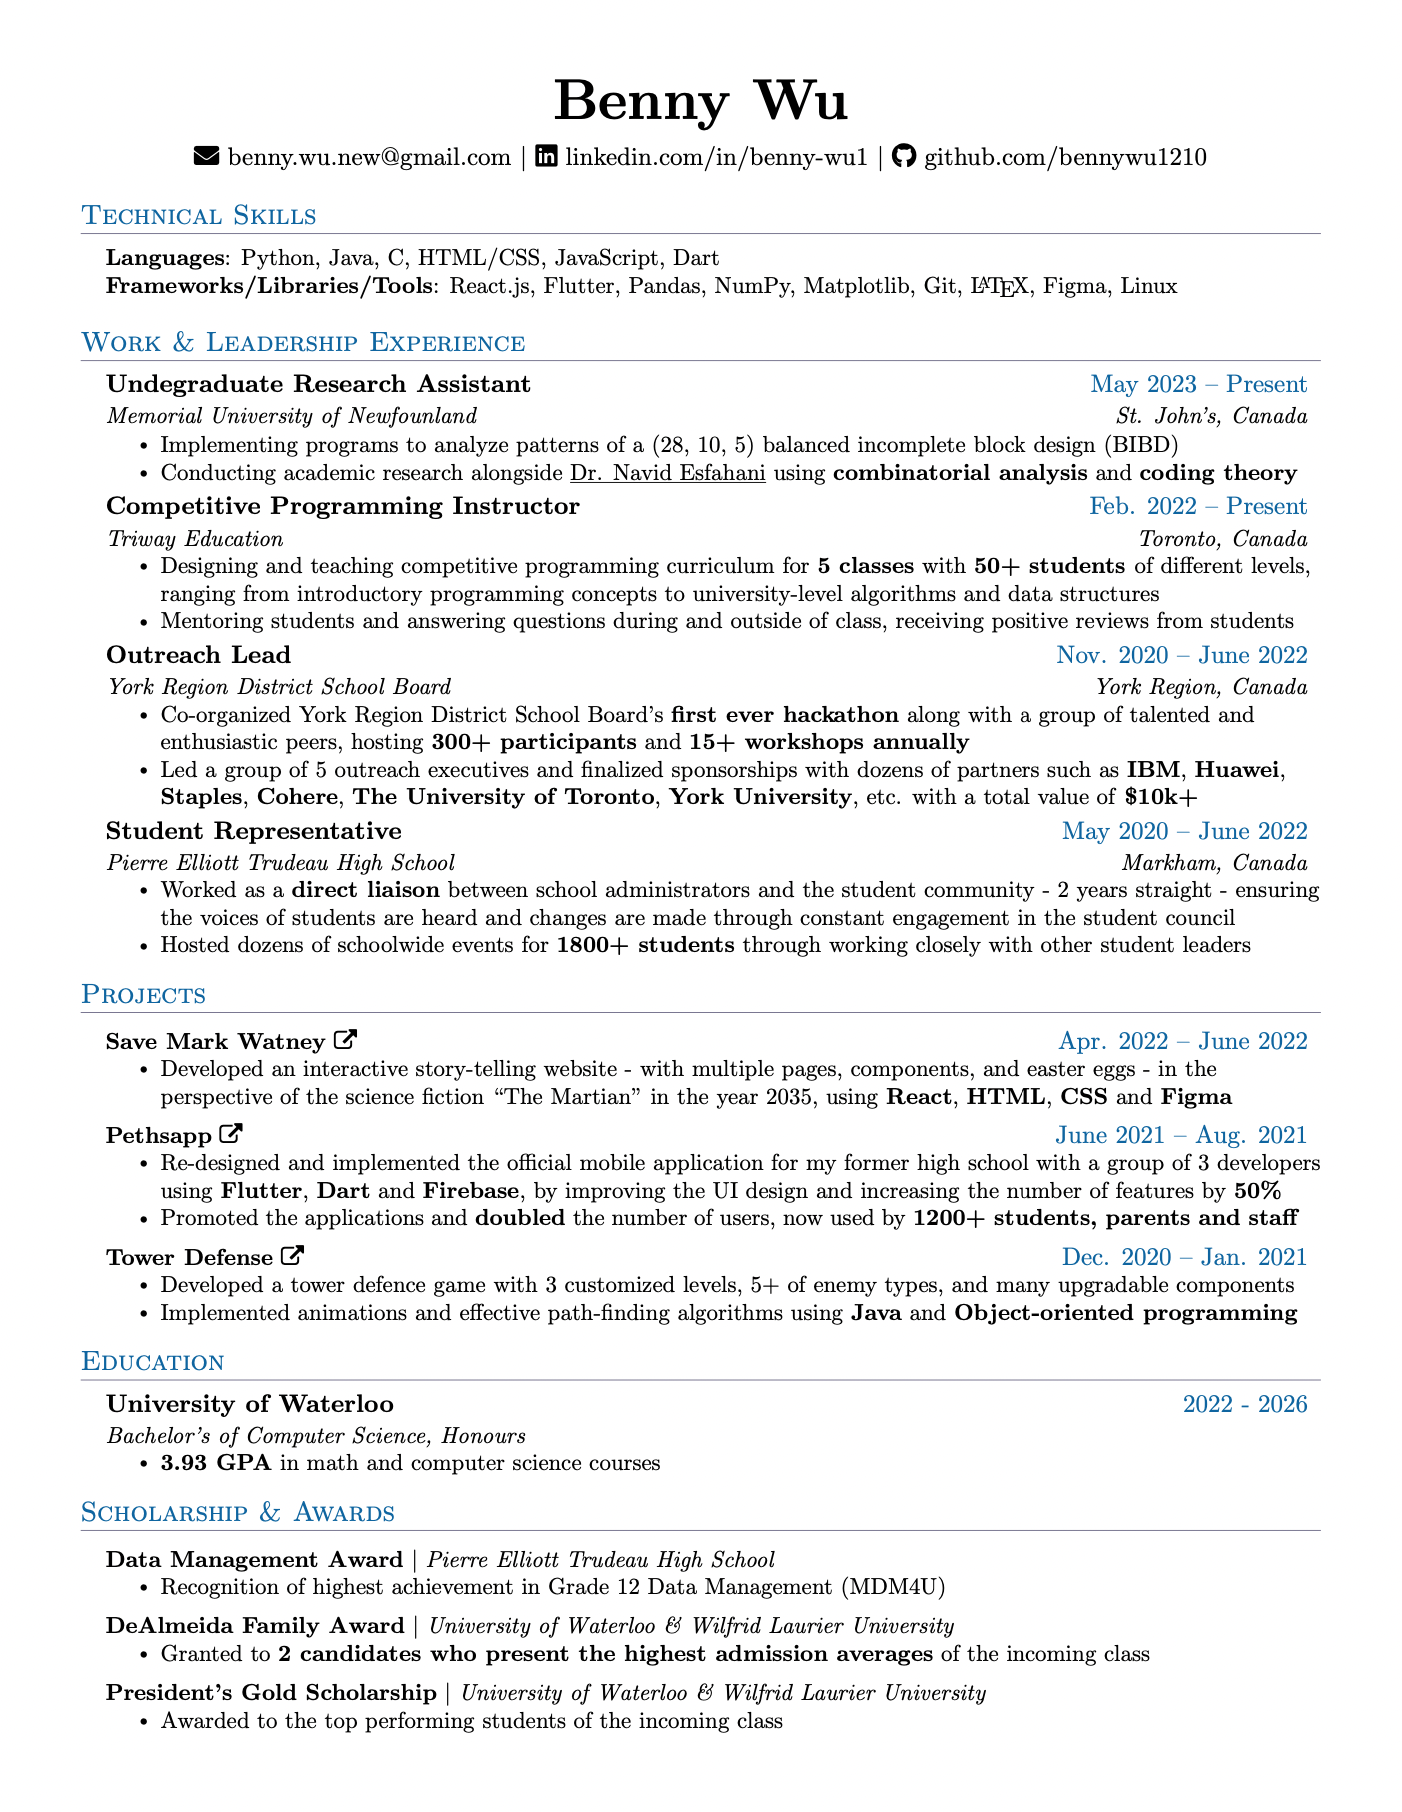 Benny Wu
benny.wu.new@gmail.com | linkedin.com/in/benny-wu1 | github.com/bennywu1210
Technical Skills
Languages: Python, Java, C, HTML/CSS, JavaScript, Dart
Frameworks/Libraries/Tools: React.js, Flutter, Pandas, NumPy, Matplotlib, Git, LATEX, Figma, Linux
Work & Leadership Experience
Undegraduate Research Assistant May 2023 – Present
Memorial University of Newfounland St. John's, Canada
• Implementing programs to analyze patterns of a (28, 10, 5) balanced incomplete block design (BIBD)
• Conducting academic research alongside Dr. Navid Esfahani using combinatorial analysis and coding theory
Competitive Programming Instructor Feb. 2022 – Present
Triway Education Toronto, Canada
• Designing and teaching competitive programming curriculum for 5 classes with 50+ students of different levels,
ranging from introductory programming concepts to university-level algorithms and data structures
• Mentoring students and answering questions during and outside of class, receiving positive reviews from students
Outreach Lead Nov. 2020 – June 2022
York Region District School Board York Region, Canada
• Co-organized York Region District School Board's first ever hackathon along with a group of talented and
enthusiastic peers, hosting 300+ participants and 15+ workshops annually
• Led a group of 5 outreach executives and finalized sponsorships with dozens of partners such as IBM, Huawei,
Staples, Cohere, The University of Toronto, York University, etc. with a total value of $10k+
Student Representative May 2020 – June 2022
Pierre Elliott Trudeau High School Markham, Canada
• Worked as a direct liaison between school administrators and the student community - 2 years straight - ensuring
the voices of students are heard and changes are made through constant engagement in the student council
• Hosted dozens of schoolwide events for 1800+ students through working closely with other student leaders
Projects
Save Mark Watney Apr. 2022 – June 2022
• Developed an interactive story-telling website - with multiple pages, components, and easter eggs - in the
perspective of the science fiction “The Martian” in the year 2035, using React, HTML, CSS and Figma
Pethsapp June 2021 – Aug. 2021
• Re-designed and implemented the official mobile application for my former high school with a group of 3 developers
using Flutter, Dart and Firebase, by improving the UI design and increasing the number of features by 50%
• Promoted the applications and doubled the number of users, now used by 1200+ students, parents and staff
Tower Defense Dec. 2020 – Jan. 2021
• Developed a tower defence game with 3 customized levels, 5+ of enemy types, and many upgradable components
• Implemented animations and effective path-finding algorithms using Java and Object-oriented programming
Education
University of Waterloo 2022 - 2026
Bachelor's of Computer Science, Honours
• 3.93 GPA in math and computer science courses
Scholarship & Awards
Data Management Award | Pierre Elliott Trudeau High School
• Recognition of highest achievement in Grade 12 Data Management (MDM4U)
DeAlmeida Family Award | University of Waterloo & Wilfrid Laurier University
• Granted to 2 candidates who present the highest admission averages of the incoming class
President's Gold Scholarship | University of Waterloo & Wilfrid Laurier University
• Awarded to the top performing students of the incoming class